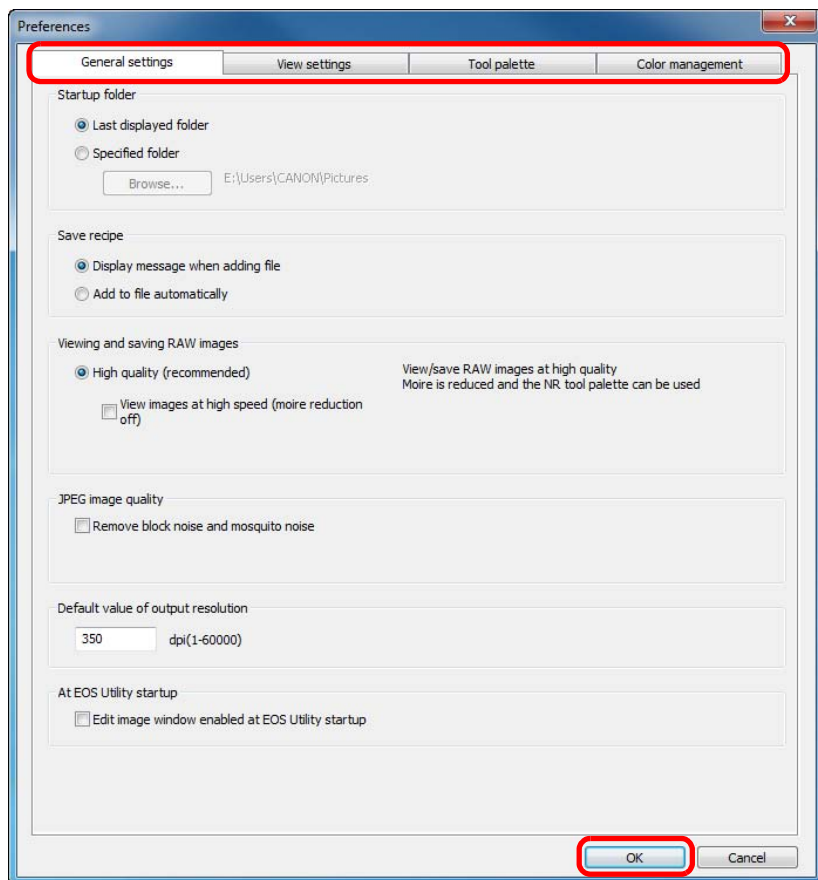 Preferences
General settings View settings Tool palette Color management
Startup folder
Last displayed folder
Specified folder
Browse... E:\Users\CANON\Pictures
Save recipe
Display message when adding file
Add to file automatically
Viewing and saving RAW images
High quality (recommended)
View/save RAW images at high quality
Moire is reduced and the NR tool palette can be used
View images at high speed (moire reduction
off)
JPEG image quality
Remove block noise and mosquito noise
Default value of output resolution
350 dpi(1-60000)
At EOS Utility startup
Edit image window enabled at EOS Utility startup
OK Cancel